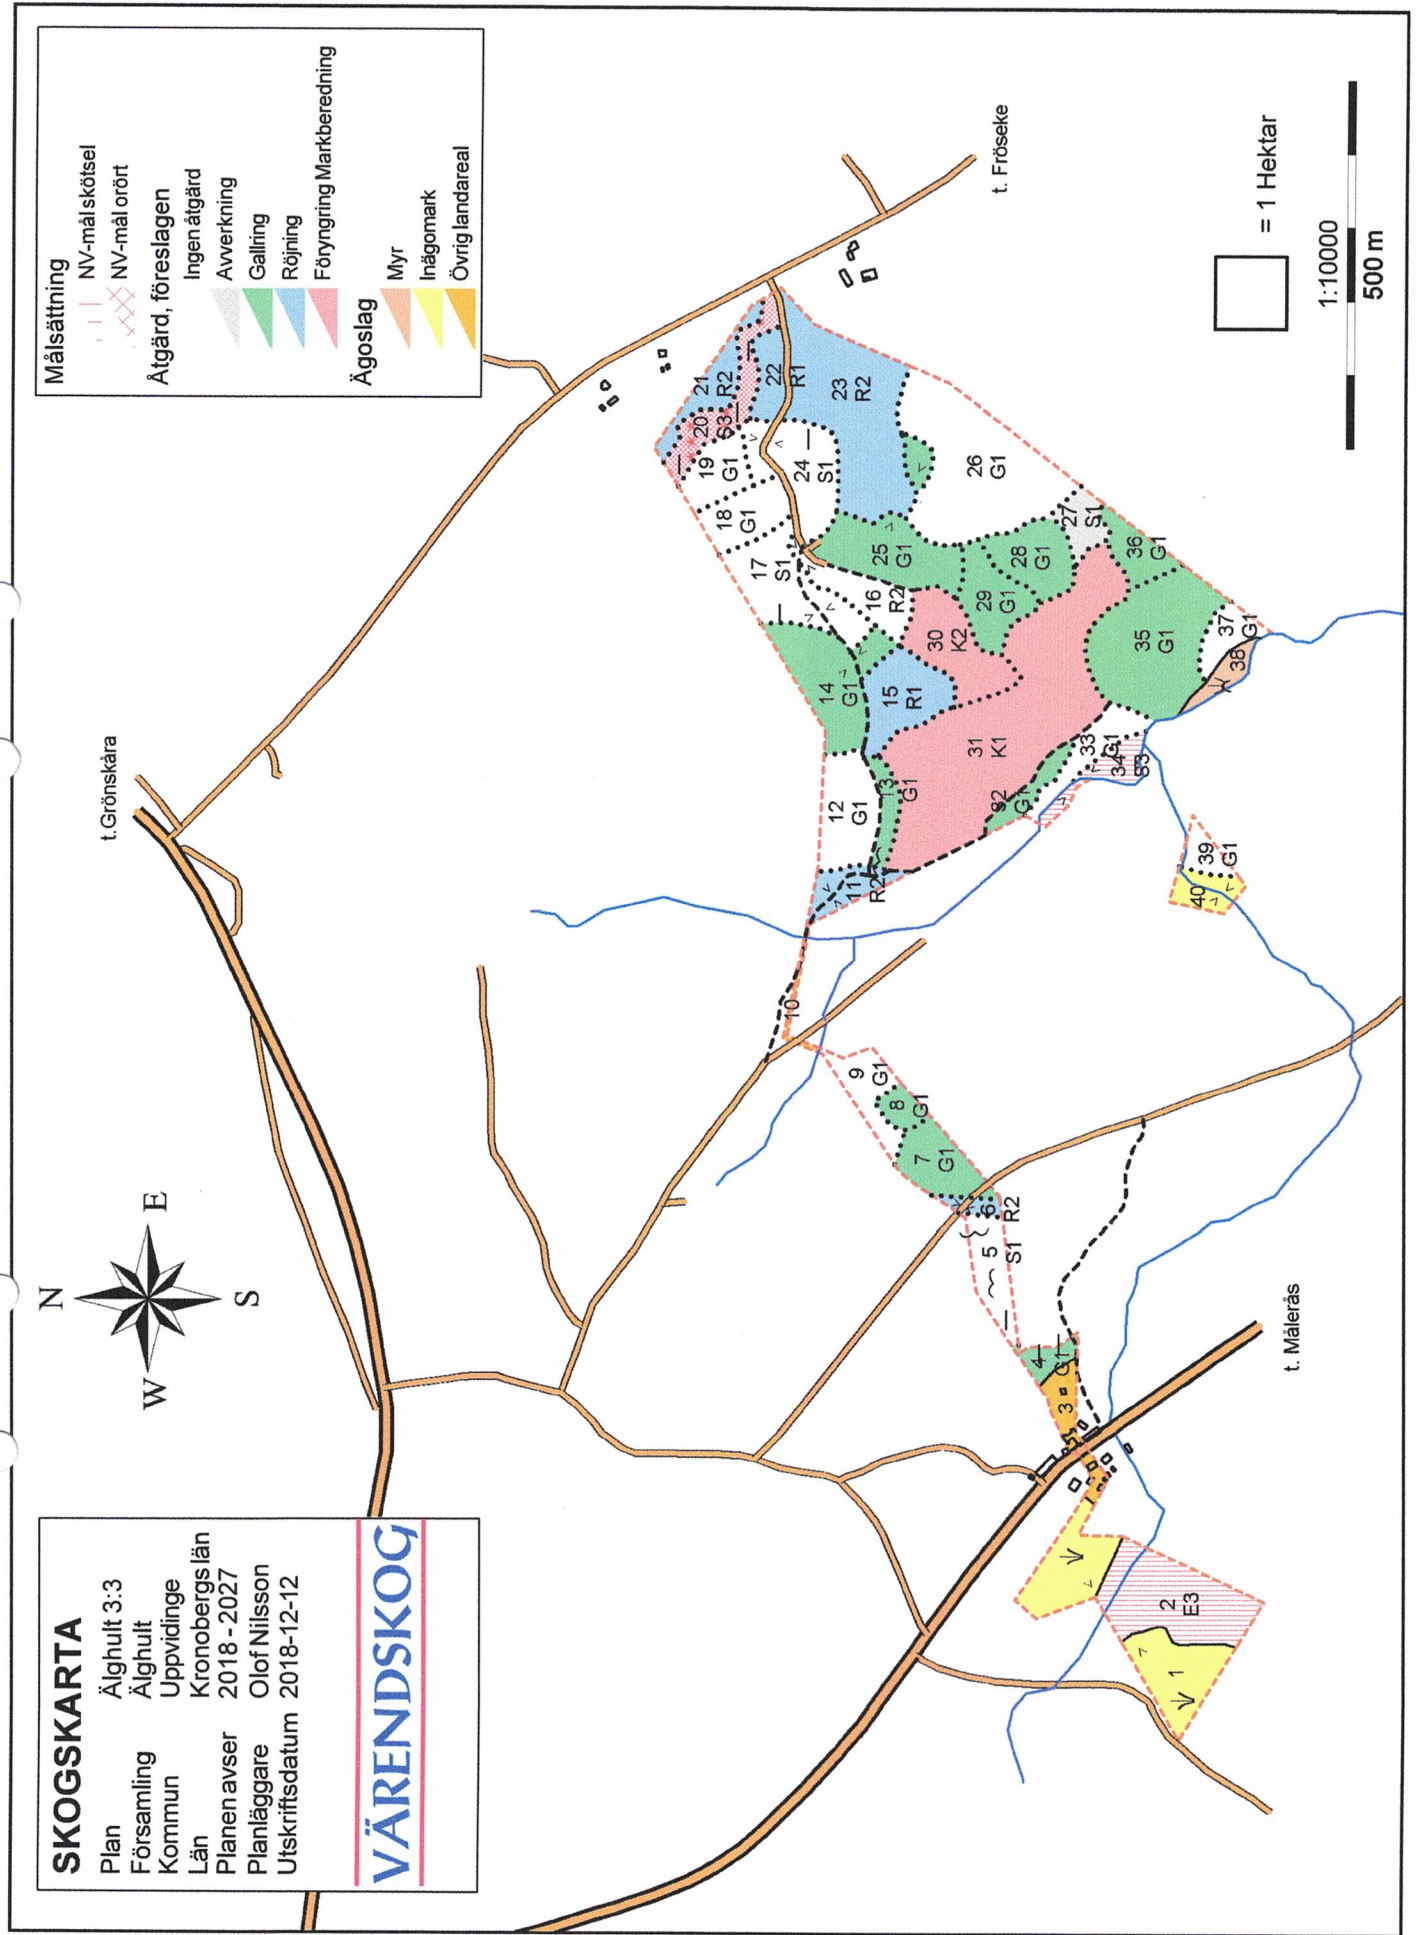 SKOGSKARTA
Plan Älghult 3:3
Församling Älghult
Kommun Uppvidinge
Län Kronobergs län
Planen avser 2018 - 2027
Planläggare Olof Nilsson
Utskriftsdatum 2018-12-12
VÄRENDSKOG
N
W E
S
Målsättning
NV-mål skötsel
NV-mål orört
Åtgärd, föreslagen
Ingen åtgärd
Avverkning
Gallring
Röjning
Föryngring Markberedning
Ägoslag
Myr
Inägomark
Övrig landareal
t.Grönskåra
t. Fröseke
t. Målerås
1
2
E3
3
4
G1
5
S1
6
R2
7
G1
8
G1
9
G1
10
11
R2
12
G1
13
G1
14
G1
15
R1
16
R2
17
S1
18
G1
19
G1
20
S3
21
R2
22
R1
23
R2
24
S1
25
G1
26
G1
27
S1
28
G1
29
G1
30
K2
31
K1
32
G1
33
G1
34
S3
35
G1
36
G1
37
G1
38
39
G1
40
= 1 Hektar
1:10000
500 m